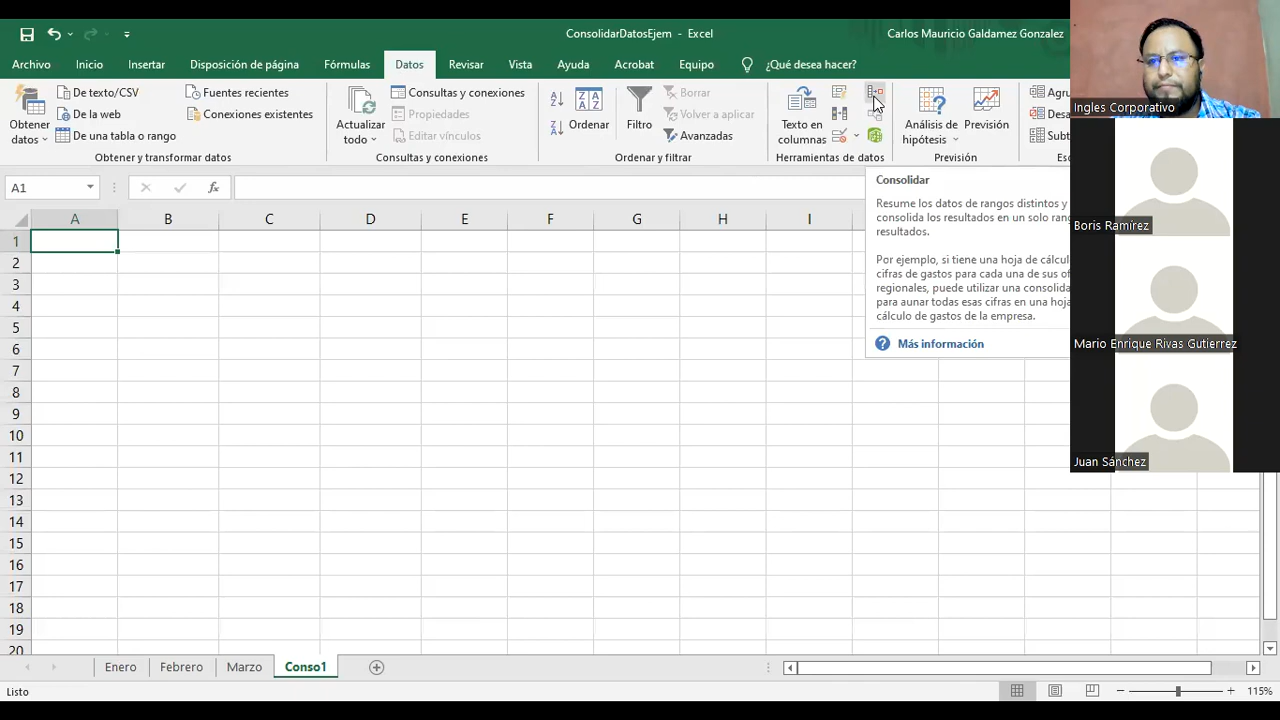 ConsolidarDatosEjem - Excel
Carlos Mauricio Galdamez Gonzalez
Archivo Inicio Insertar Disposición de página Fórmulas Datos Revisar Vista Ayuda Acrobat Equipo ¿Qué desea hacer?
Obtener datos
De texto/CSV
De la web
De una tabla o rango
Fuentes recientes
Conexiones existentes
Obtener y transformar datos
Actualizar todo
Consultas y conexiones
Propiedades
Editar vínculos
Consultas y conexiones
Ordenar
Filtro
Borrar
Volver a aplicar
Avanzadas
Ordenar y filtrar
Texto en columnas
Herramientas de datos
Análisis de hipótesis
Previsión
Previsión
A1
fx
Consolidar
Resume los datos de rangos distintos y
consolida los resultados en un solo
resultados.
Por ejemplo, si tiene una hoja de
cifras de gastos para cada una de sus
regionales, puede utilizar una
para aunar todas esas cifras en una hoja
cálculo de gastos de la empresa.
Más información
A B C D E F G H I
1
2
3
4
5
6
7
8
9
10
11
12
13
14
15
16
17
18
19
20
Enero Febrero Marzo Conso1
Listo
115%
Ingles Corporativo
Boris Ramírez
Mario Enrique Rivas Gutierrez
Juan Sánchez